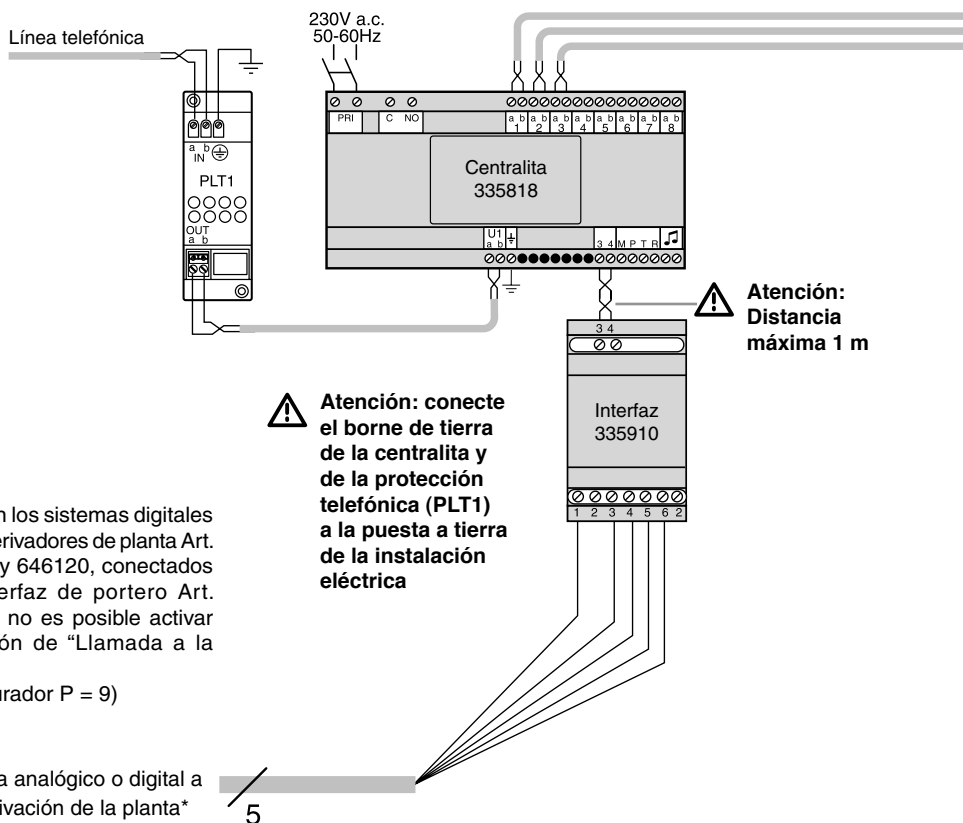 Línea telefónica
230V a.c.
50-60Hz
a b
IN
PLT1
OUT
a b
PRI
C NO
a b a b a b a b a b a b a b a b
1 2 3 4 5 6 7 8
Centralita
335818
U1
a b
3 4 M P T R
Atención:
Distancia
máxima 1 m
3 4
Interfaz
335910
1 2 3 4 5 6 2
Atención: conecte
el borne de tierra
de la centralita y
de la protección
telefónica (PLT1)
a la puesta a tierra
de la instalación
eléctrica
n los sistemas digitales
erivadores de planta Art.
y 646120, conectados
erfaz de portero Art.
no es posible activar
ón de “Llamada a la
urador P = 9)
a analógico o digital a
ivación de la planta*
5